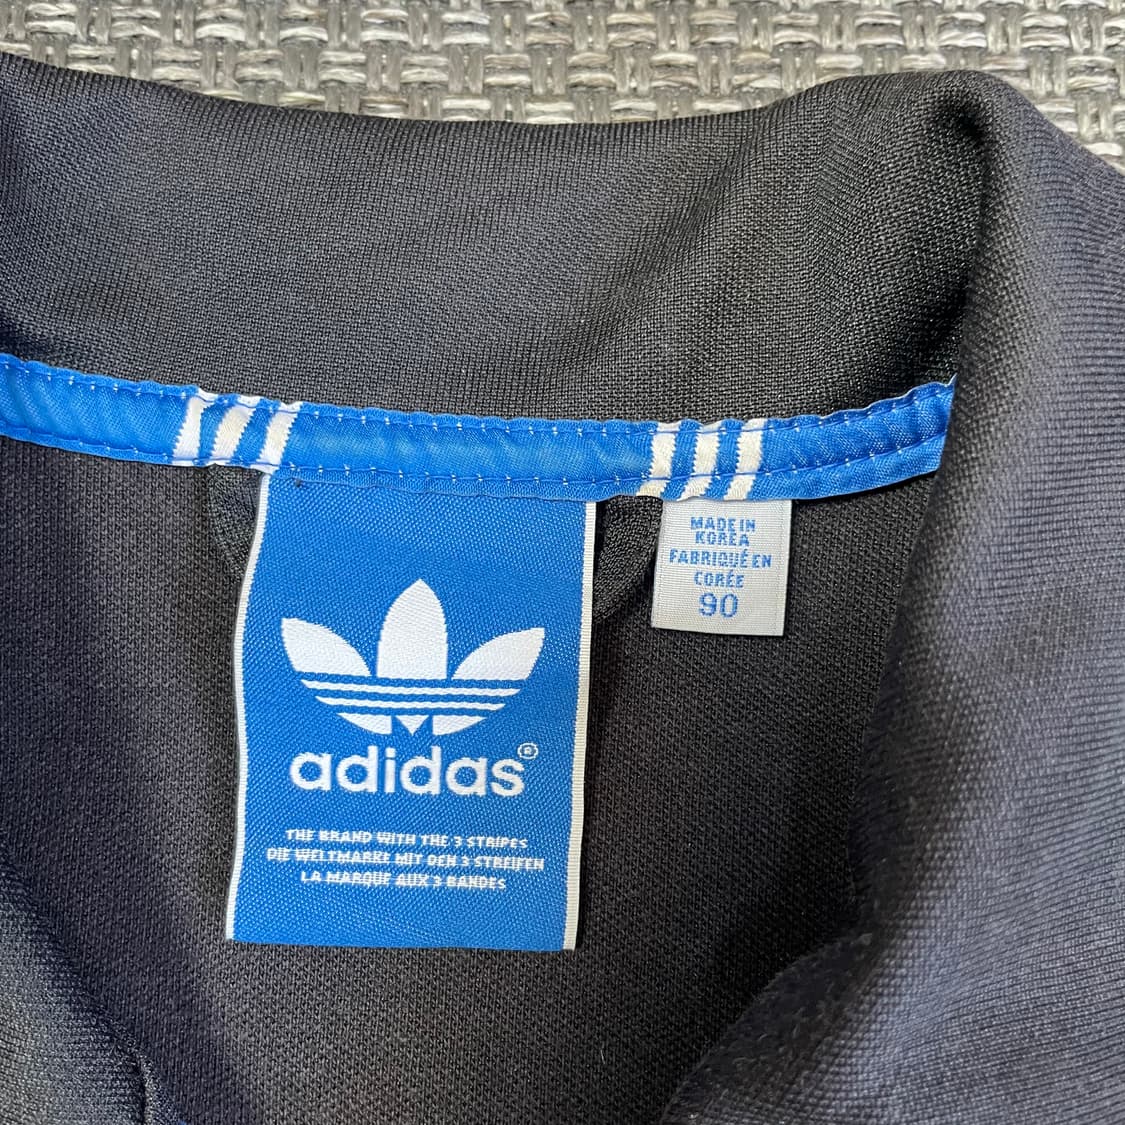 MADE IN
KOREA
FABRIQUÉ EN
CORÉE
90
adidas®
THE BRAND WITH THE 3 STRIPES
DIE WELTMARKE MIT DEN 3 STREIFEN
LA MARQUE AUX 3 BANDES